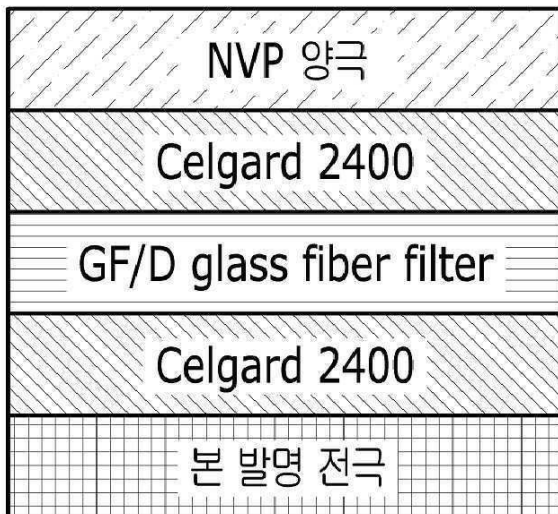 NVP 양극
Celgard 2400
GF/D glass fiber filter
Celgard 2400
본 발명 전극